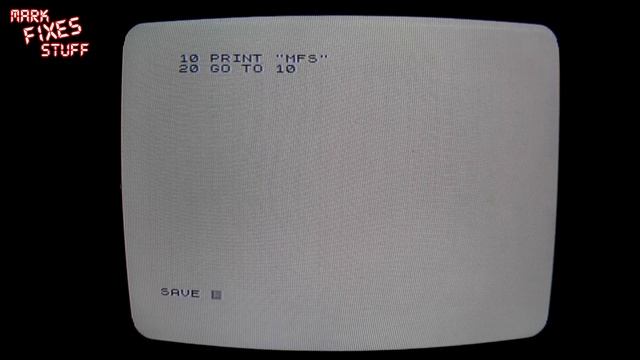 MARK
FIXES
STUFF
10 PRINT "MFS"
20 GO TO 10
SAVE L